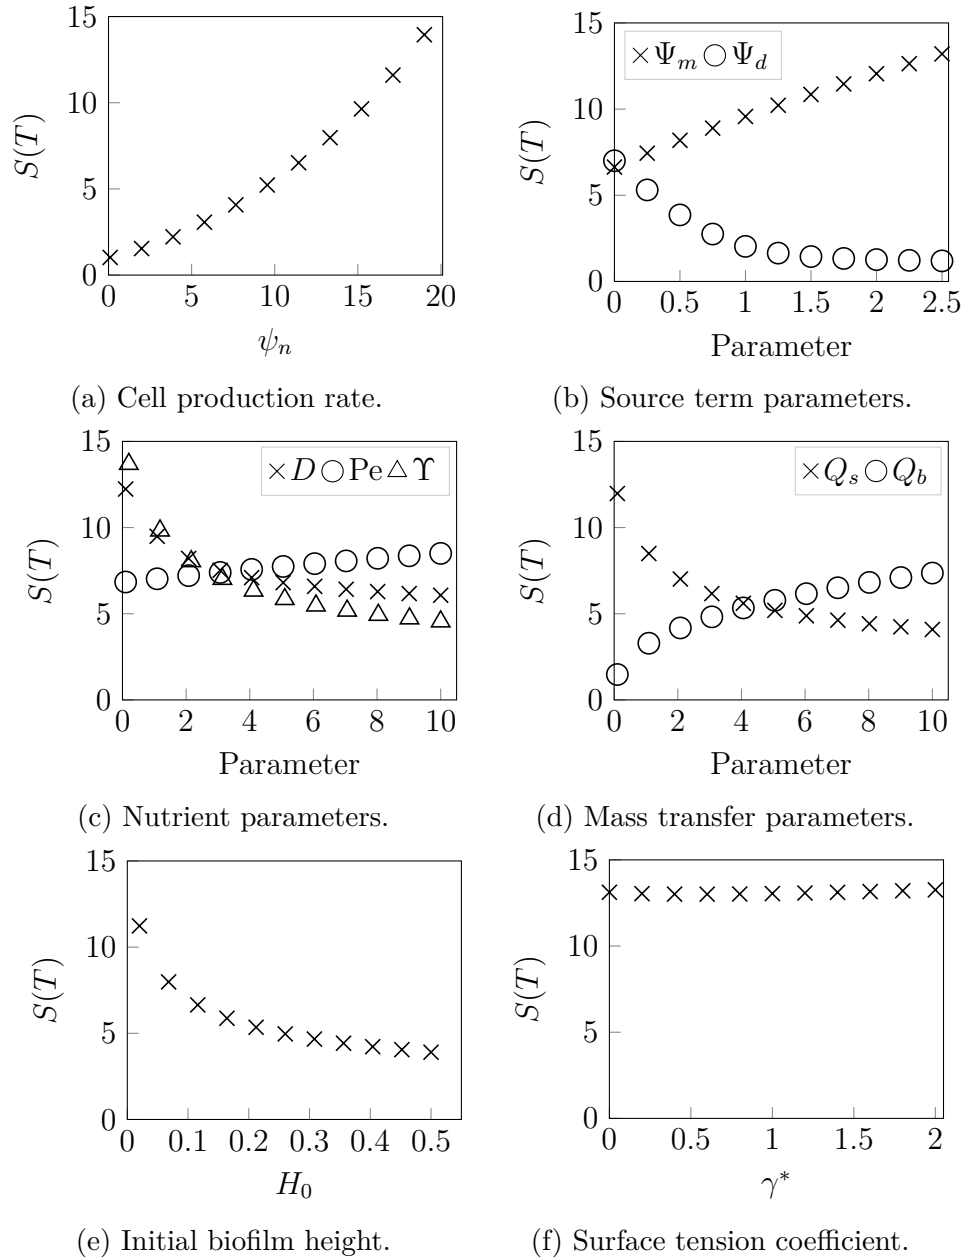 15
10
5
0
S(T)
0 5 10 15 20
ψ_n
(a) Cell production rate.
15
10
5
0
S(T)
Ψ_m Ψ_d
0 0.5 1 1.5 2 2.5
Parameter
(b) Source term parameters.
15
10
5
0
S(T)
D Pe ϒ
0 2 4 6 8 10
Parameter
(c) Nutrient parameters.
15
10
5
0
S(T)
Q_s Q_b
0 2 4 6 8 10
Parameter
(d) Mass transfer parameters.
15
10
5
0
S(T)
0 0.1 0.2 0.3 0.4 0.5
H_0
(e) Initial biofilm height.
15
10
5
0
S(T)
0 0.5 1 1.5 2
γ*
(f) Surface tension coefficient.